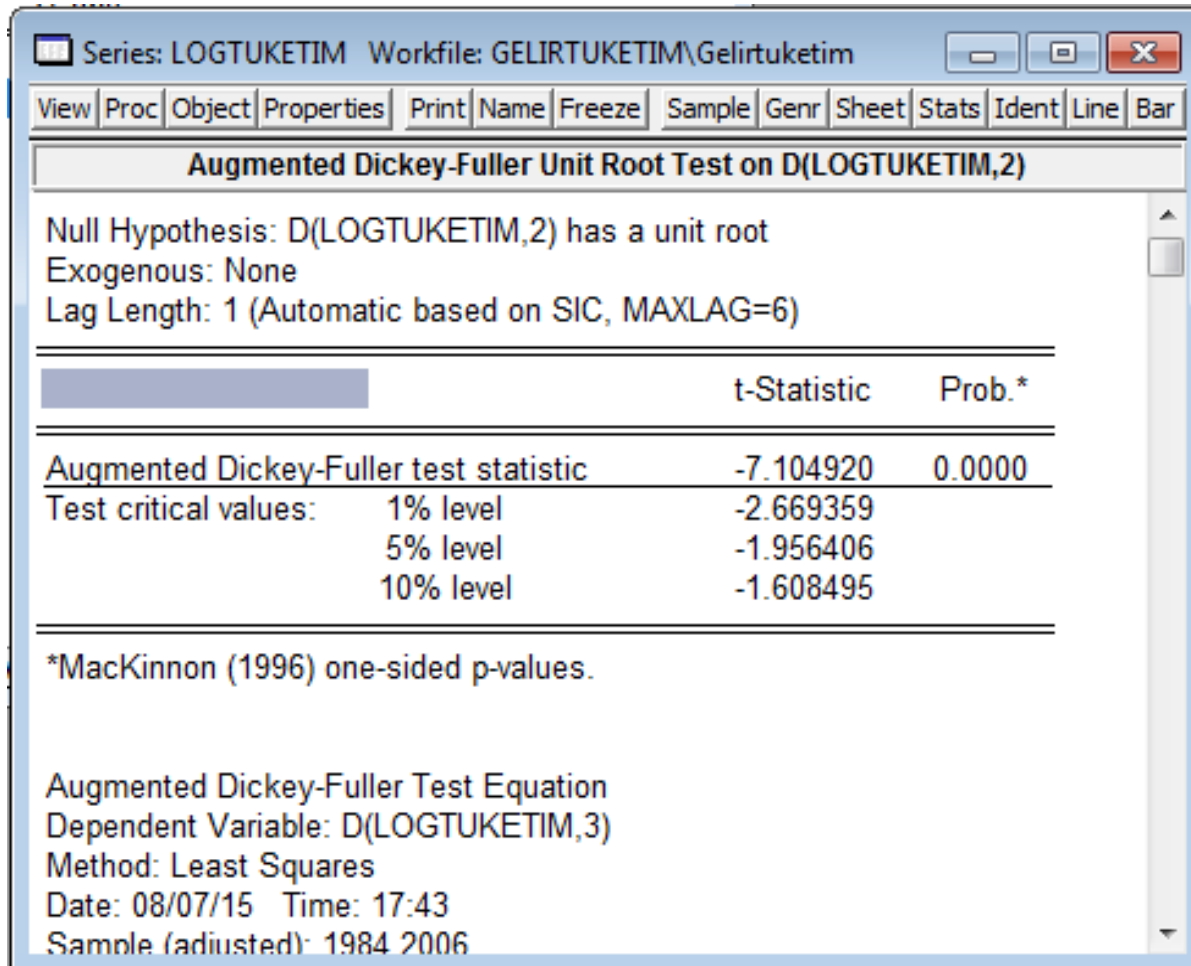 Series: LOGTUKETIM Workfile: GELIRTUKETIM\Gelirtuketim
View Proc Object Properties Print Name Freeze Sample Genr Sheet Stats Ident Line Bar
Augmented Dickey-Fuller Unit Root Test on D(LOGTUKETIM,2)
Null Hypothesis: D(LOGTUKETIM,2) has a unit root
Exogenous: None
Lag Length: 1 (Automatic based on SIC, MAXLAG=6)
t-Statistic Prob.*
Augmented Dickey-Fuller test statistic -7.104920 0.0000
Test critical values: 1% level -2.669359
5% level -1.956406
10% level -1.608495
*MacKinnon (1996) one-sided p-values.
Augmented Dickey-Fuller Test Equation
Dependent Variable: D(LOGTUKETIM,3)
Method: Least Squares
Date: 08/07/15 Time: 17:43
Sample (adjusted): 1984 2006